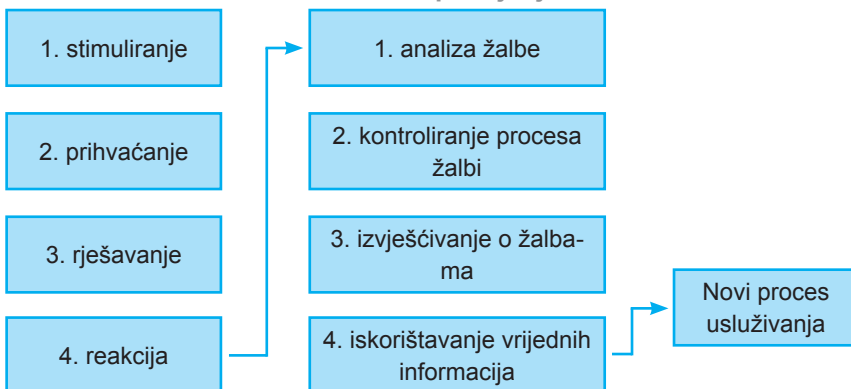 1. stimuliranje
2. prihvaćanje
3. rješavanje
4. reakcija
1. analiza žalbe
2. kontroliranje procesa
žalbi
3. izvješćivanje o žalba-
ma
4. iskorištavanje vrijednih
informacija
Novi proces
usluživanja